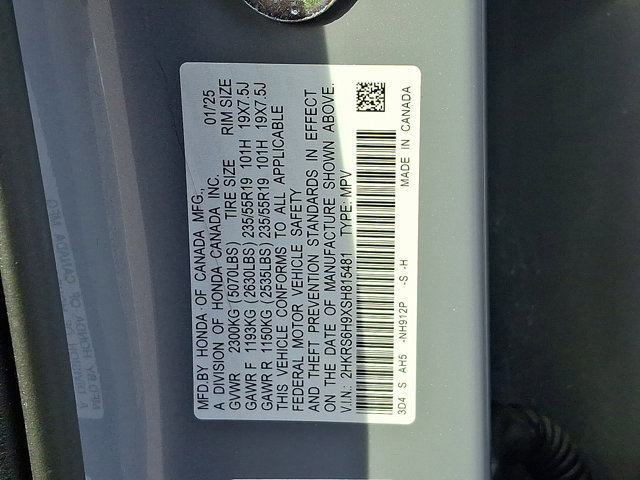 MFD.BY HONDA OF CANADA MFG.,
A DIVISION OF HONDA CANADA INC. 01/25
GVWR 2300KG (5070LBS) TIRE SIZE RIM SIZE
GAWR F 1193KG (2630LBS) 235/55R19 101H 19X7.5J
GAWR R 1150KG (2535LBS) 235/55R19 101H 19X7.5J
THIS VEHICLE CONFORMS TO ALL APPLICABLE
FEDERAL MOTOR VEHICLE SAFETY
AND THEFT PREVENTION STANDARDS IN EFFECT
ON THE DATE OF MANUFACTURE SHOWN ABOVE.
V.I.N.: 2HKRS6H9XSH815481 TYPE: MPV
3D4 S AH5 -NH912P -S -H MADE IN CANADA